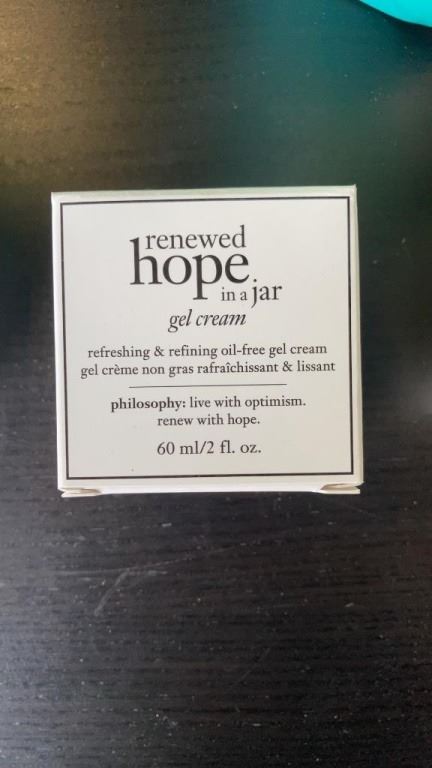 renewed
hope
in a jar
gel cream
refreshing & refining oil-free gel cream
gel crème non gras rafraîchissant & lissant
philosophy: live with optimism.
renew with hope.
60 ml/2 fl. oz.